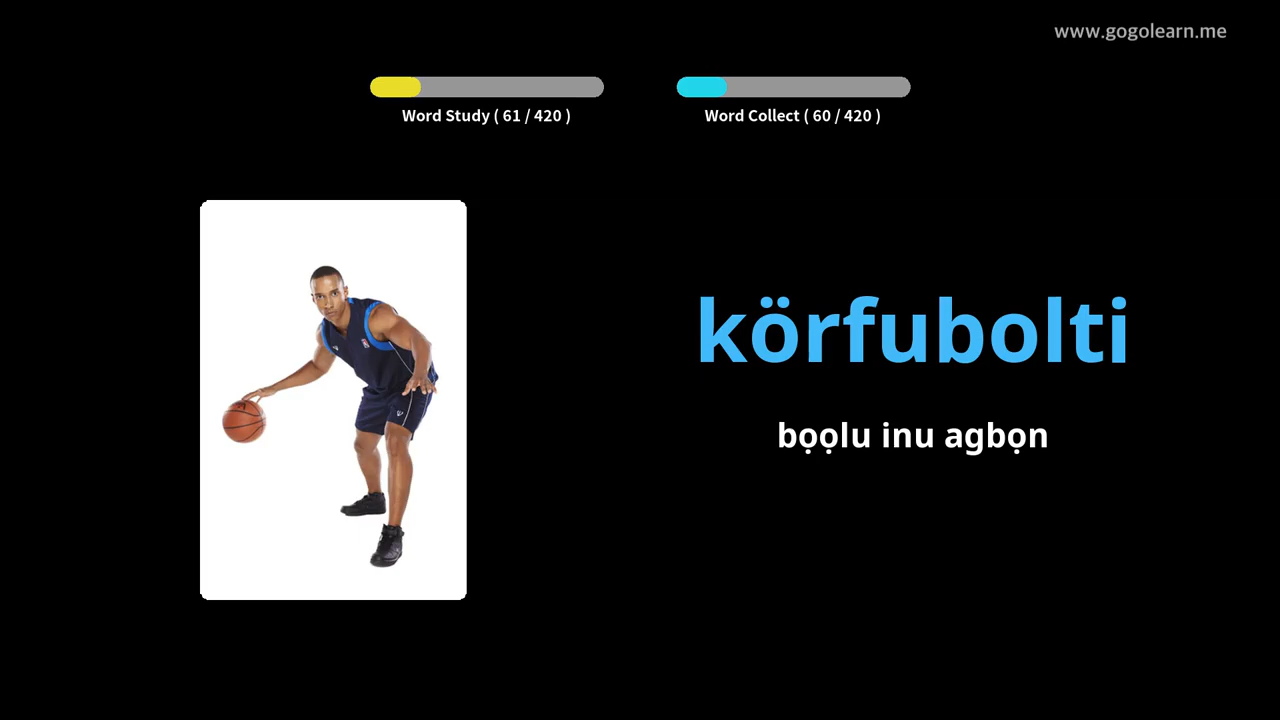 www.gogolearn.me
Word Study ( 61 / 420 )
Word Collect ( 60 / 420 )
körfubolti
bọọlu inu agbọn